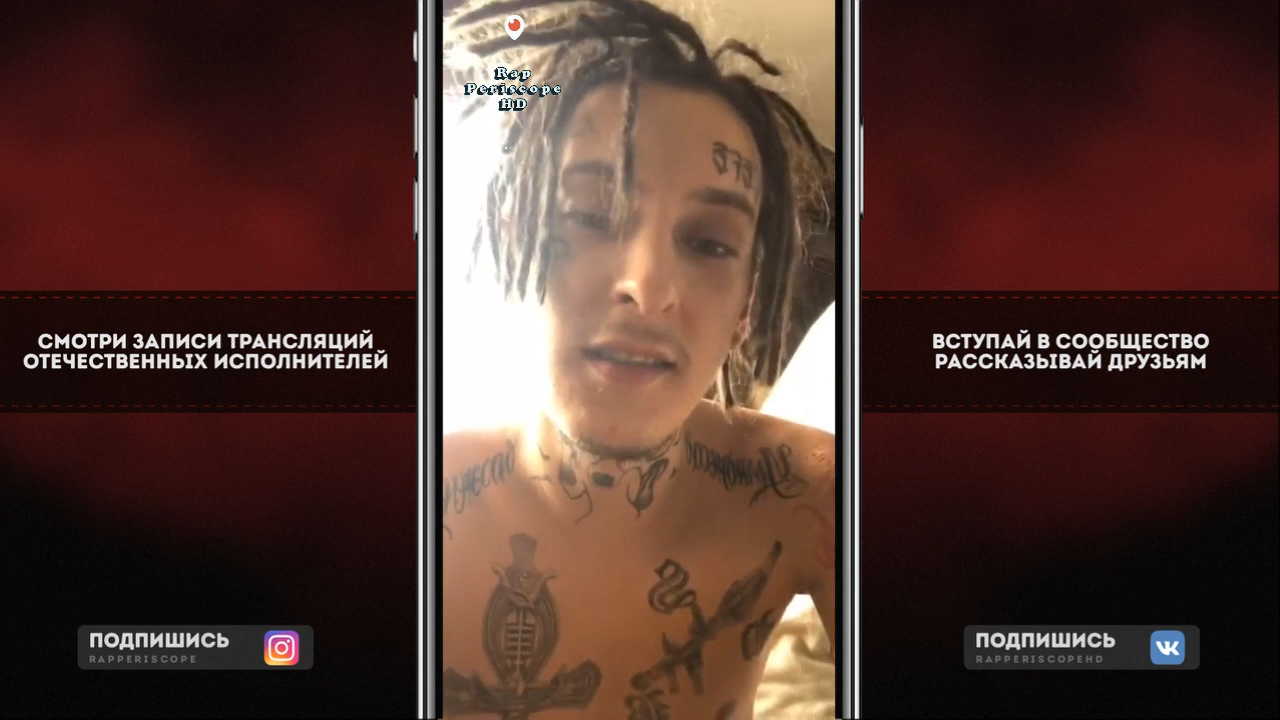 Rap
Periscope
HD
СМОТРИ ЗАПИСИ ТРАНСЛЯЦИЙ
ОТЕЧЕСТВЕННЫХ ИСПОЛНИТЕЛЕЙ
ВСТУПАЙ В СООБЩЕСТВО
РАССКАЗЫВАЙ ДРУЗЬЯМ
ПОДПИШИСЬ
RAPPERISCOPE
ПОДПИШИСЬ
RAPPERISCOPEHD